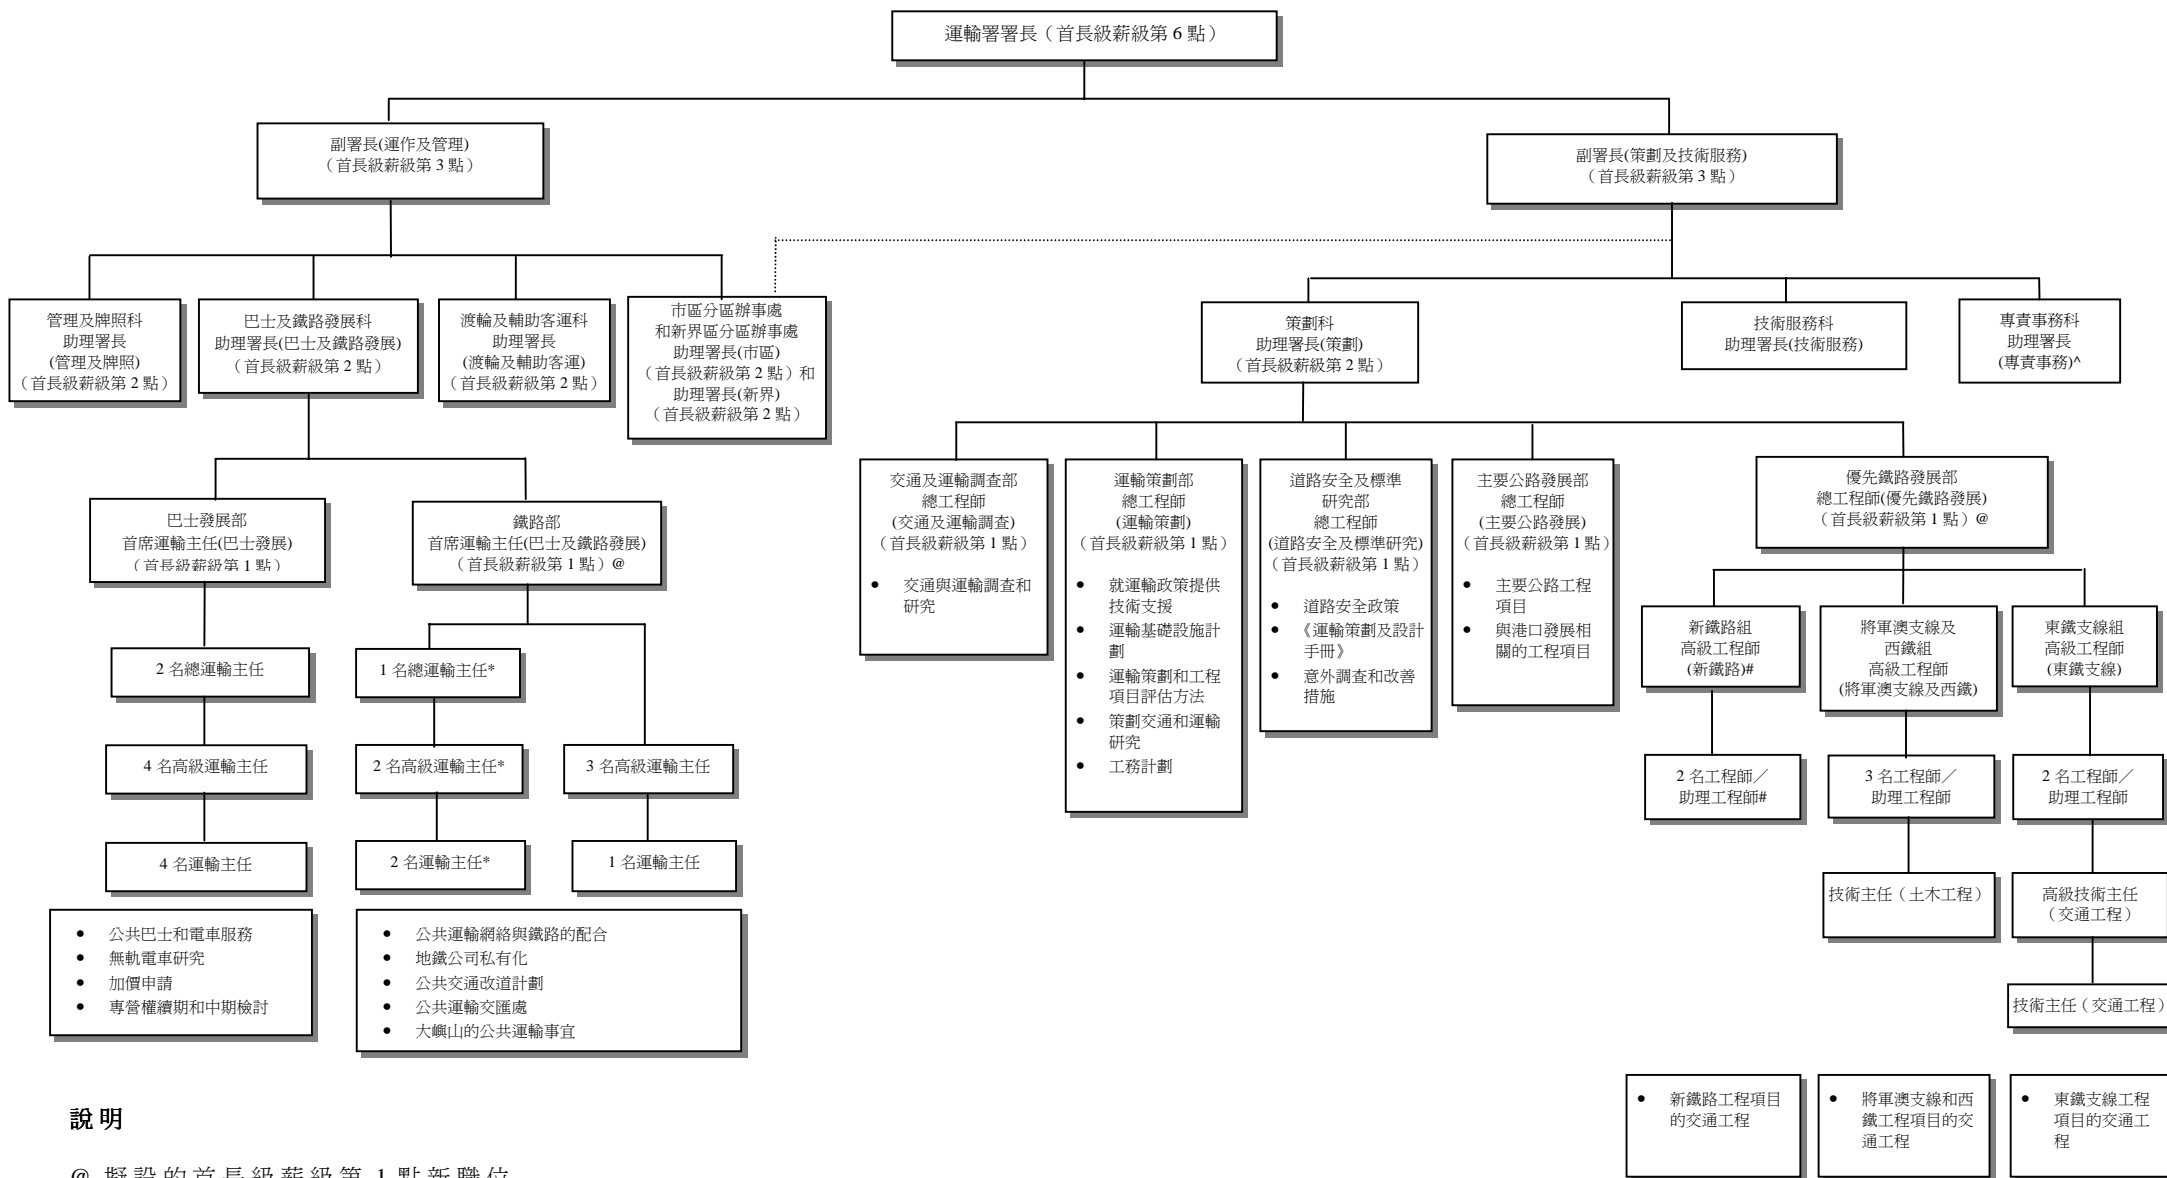 運輸署署長（首長級薪級第 6 點）
副署長(運作及管理)
（首長級薪級第 3 點）
副署長(策劃及技術服務)
（首長級薪級第 3 點）
管理及牌照科
助理署長
(管理及牌照)
（首長級薪級第 2 點）
巴士及鐵路發展科
助理署長(巴士及鐵路發展)
（首長級薪級第 2 點）
渡輪及輔助客運科
助理署長
(渡輪及輔助客運)
（首長級薪級第 2 點）
市區分區辦事處
和新界區分區辦事處
助理署長(市區)
（首長級薪級第 2 點）和
助理署長(新界)
（首長級薪級第 2 點）
策劃科
助理署長(策劃)
（首長級薪級第 2 點）
技術服務科
助理署長(技術服務)
專責事務科
助理署長
(專責事務)^
巴士發展部
首席運輸主任(巴士發展)
（首長級薪級第 1 點）
鐵路部
首席運輸主任(巴士及鐵路發展)
（首長級薪級第 1 點）@
交通及運輸調查部
總工程師
(交通及運輸調查)
（首長級薪級第 1 點）
• 交通與運輸調查和
研究
運輸策劃部
總工程師
(運輸策劃)
（首長級薪級第 1 點）
• 就運輸政策提供
技術支援
• 運輸基礎設施計
劃
• 運輸策劃和工程
項目評估方法
• 策劃交通和運輸
研究
• 工務計劃
道路安全及標準
研究部
總工程師
(道路安全及標準研究)
（首長級薪級第 1 點）
• 道路安全政策
• 《運輸策劃及設計
手冊》
• 意外調查和改善
措施
主要公路發展部
總工程師
(主要公路發展)
（首長級薪級第 1 點）
• 主要公路工程
項目
• 與港口發展相
關的工程項目
優先鐵路發展部
總工程師(優先鐵路發展)
（首長級薪級第 1 點）@
2 名總運輸主任
4 名高級運輸主任
4 名運輸主任
1 名總運輸主任*
2 名高級運輸主任*
2 名運輸主任*
3 名高級運輸主任
1 名運輸主任
新鐵路組
高級工程師
(新鐵路)#
將軍澳支線及
西鐵組
高級工程師
(將軍澳支線及西鐵)
東鐵支線組
高級工程師
(東鐵支線)
2 名工程師／
助理工程師#
3 名工程師／
助理工程師
2 名工程師／
助理工程師
技術主任（土木工程）
高級技術主任
（交通工程）
技術主任（交通工程）
• 公共巴士和電車服務
• 無軌電車研究
• 加價申請
• 專營權續期和中期檢討
• 公共運輸網絡與鐵路的配合
• 地鐵公司私有化
• 公共交通改道計劃
• 公共運輸交匯處
• 大嶼山的公共運輸事宜
• 新鐵路工程項目
的交通工程
• 將軍澳支線和西
鐵工程項目的交
通工程
• 東鐵支線工程
項目的交通工
程
說明
@ 擬設的首長級薪級第 1 點新職位